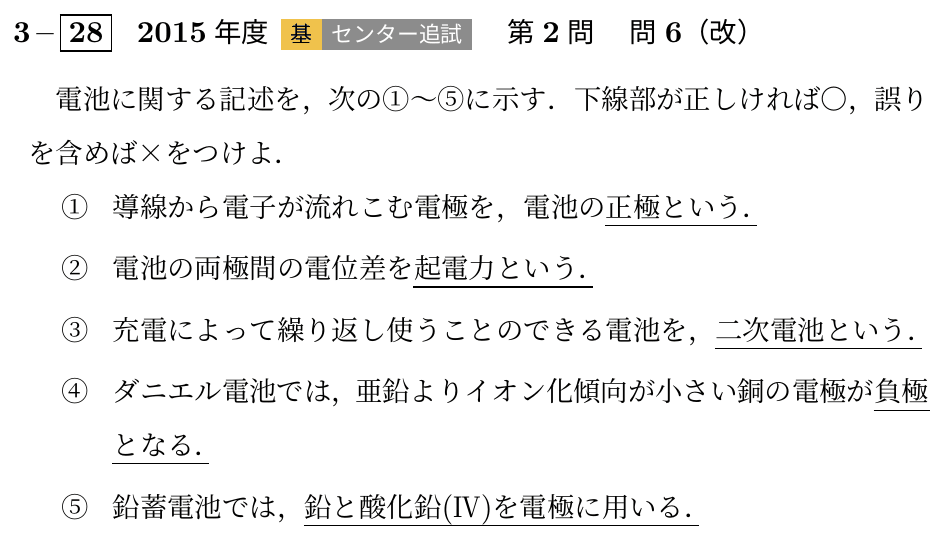 3-28 2015 年度 基 センター追試 第 2 問 問 6（改）
電池に関する記述を，次の①～⑤に示す．下線部が正しければ○，誤り
を含めば×をつけよ．
① 導線から電子が流れこむ電極を，電池の正極という．
② 電池の両極間の電位差を起電力という．
③ 充電によって繰り返し使うことのできる電池を，二次電池という．
④ ダニエル電池では，亜鉛よりイオン化傾向が小さい銅の電極が負極
となる．
⑤ 鉛蓄電池では，鉛と酸化鉛(Ⅳ)を電極に用いる．